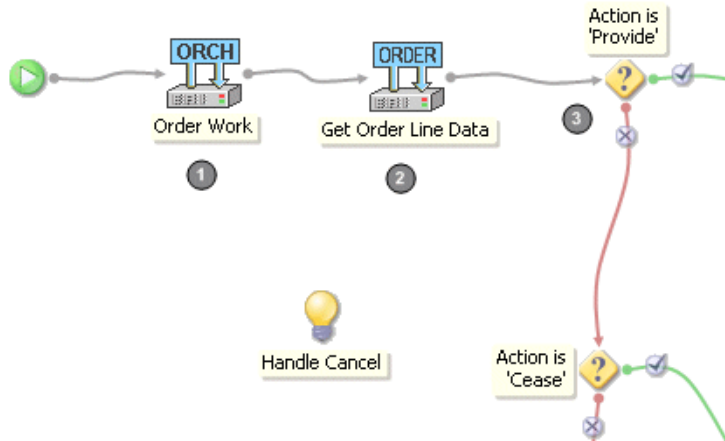 Action is
'Provide'
ORCH
ORDER
Order Work
Get Order Line Data
1
2
3
Handle Cancel
Action is
'Cease'